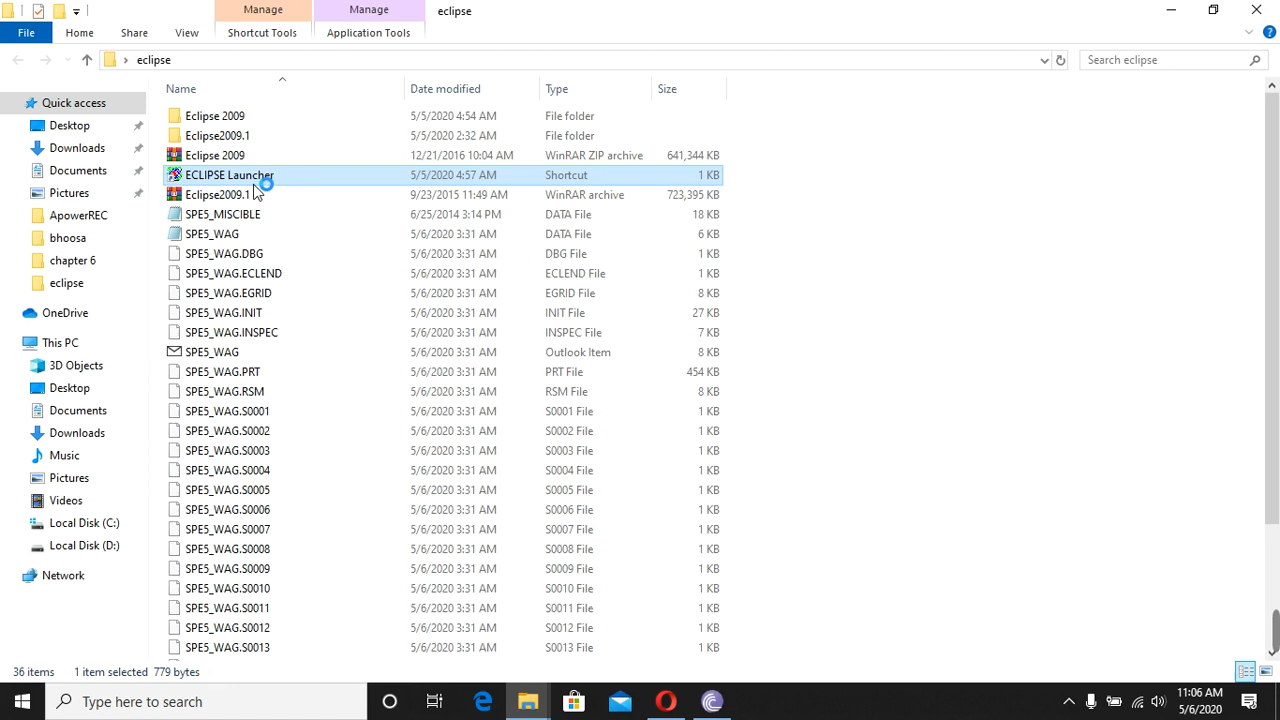 Manage
Manage
eclipse
File
Home
Share
View
Shortcut Tools
Application Tools
eclipse
Search eclipse
Name
Date modified
Type
Size
Quick access
Desktop
Downloads
Documents
Pictures
ApowerREC
bhoosa
chapter 6
eclipse
OneDrive
This PC
3D Objects
Desktop
Documents
Downloads
Music
Pictures
Videos
Local Disk (C:)
Local Disk (D:)
Network
Eclipse 2009 5/5/2020 4:54 AM File folder
Eclipse2009.1 5/5/2020 2:32 AM File folder
Eclipse 2009 12/21/2016 10:04 AM WinRAR ZIP archive 641,344 KB
ECLIPSE Launcher 5/5/2020 4:57 AM Shortcut 1 KB
Eclipse2009.1 9/23/2015 11:49 AM WinRAR archive 723,395 KB
SPE5_MISCIBLE 6/25/2014 3:14 PM DATA File 18 KB
SPE5_WAG 5/6/2020 3:31 AM DATA File 6 KB
SPE5_WAG.DBG 5/6/2020 3:31 AM DBG File 1 KB
SPE5_WAG.ECLEND 5/6/2020 3:31 AM ECLEND File 1 KB
SPE5_WAG.EGRID 5/6/2020 3:31 AM EGRID File 8 KB
SPE5_WAG.INIT 5/6/2020 3:31 AM INIT File 27 KB
SPE5_WAG.INSPEC 5/6/2020 3:31 AM INSPEC File 7 KB
SPE5_WAG 5/6/2020 3:31 AM Outlook Item 8 KB
SPE5_WAG.PRT 5/6/2020 3:31 AM PRT File 454 KB
SPE5_WAG.RSM 5/6/2020 3:31 AM RSM File 8 KB
SPE5_WAG.S0001 5/6/2020 3:31 AM S0001 File 1 KB
SPE5_WAG.S0002 5/6/2020 3:31 AM S0002 File 1 KB
SPE5_WAG.S0003 5/6/2020 3:31 AM S0003 File 1 KB
SPE5_WAG.S0004 5/6/2020 3:31 AM S0004 File 1 KB
SPE5_WAG.S0005 5/6/2020 3:31 AM S0005 File 1 KB
SPE5_WAG.S0006 5/6/2020 3:31 AM S0006 File 1 KB
SPE5_WAG.S0007 5/6/2020 3:31 AM S0007 File 1 KB
SPE5_WAG.S0008 5/6/2020 3:31 AM S0008 File 1 KB
SPE5_WAG.S0009 5/6/2020 3:31 AM S0009 File 1 KB
SPE5_WAG.S0010 5/6/2020 3:31 AM S0010 File 1 KB
SPE5_WAG.S0011 5/6/2020 3:31 AM S0011 File 1 KB
SPE5_WAG.S0012 5/6/2020 3:31 AM S0012 File 1 KB
SPE5_WAG.S0013 5/6/2020 3:31 AM S0013 File 1 KB
36 items 1 item selected 779 bytes
Type here to search
11:06 AM
5/6/2020